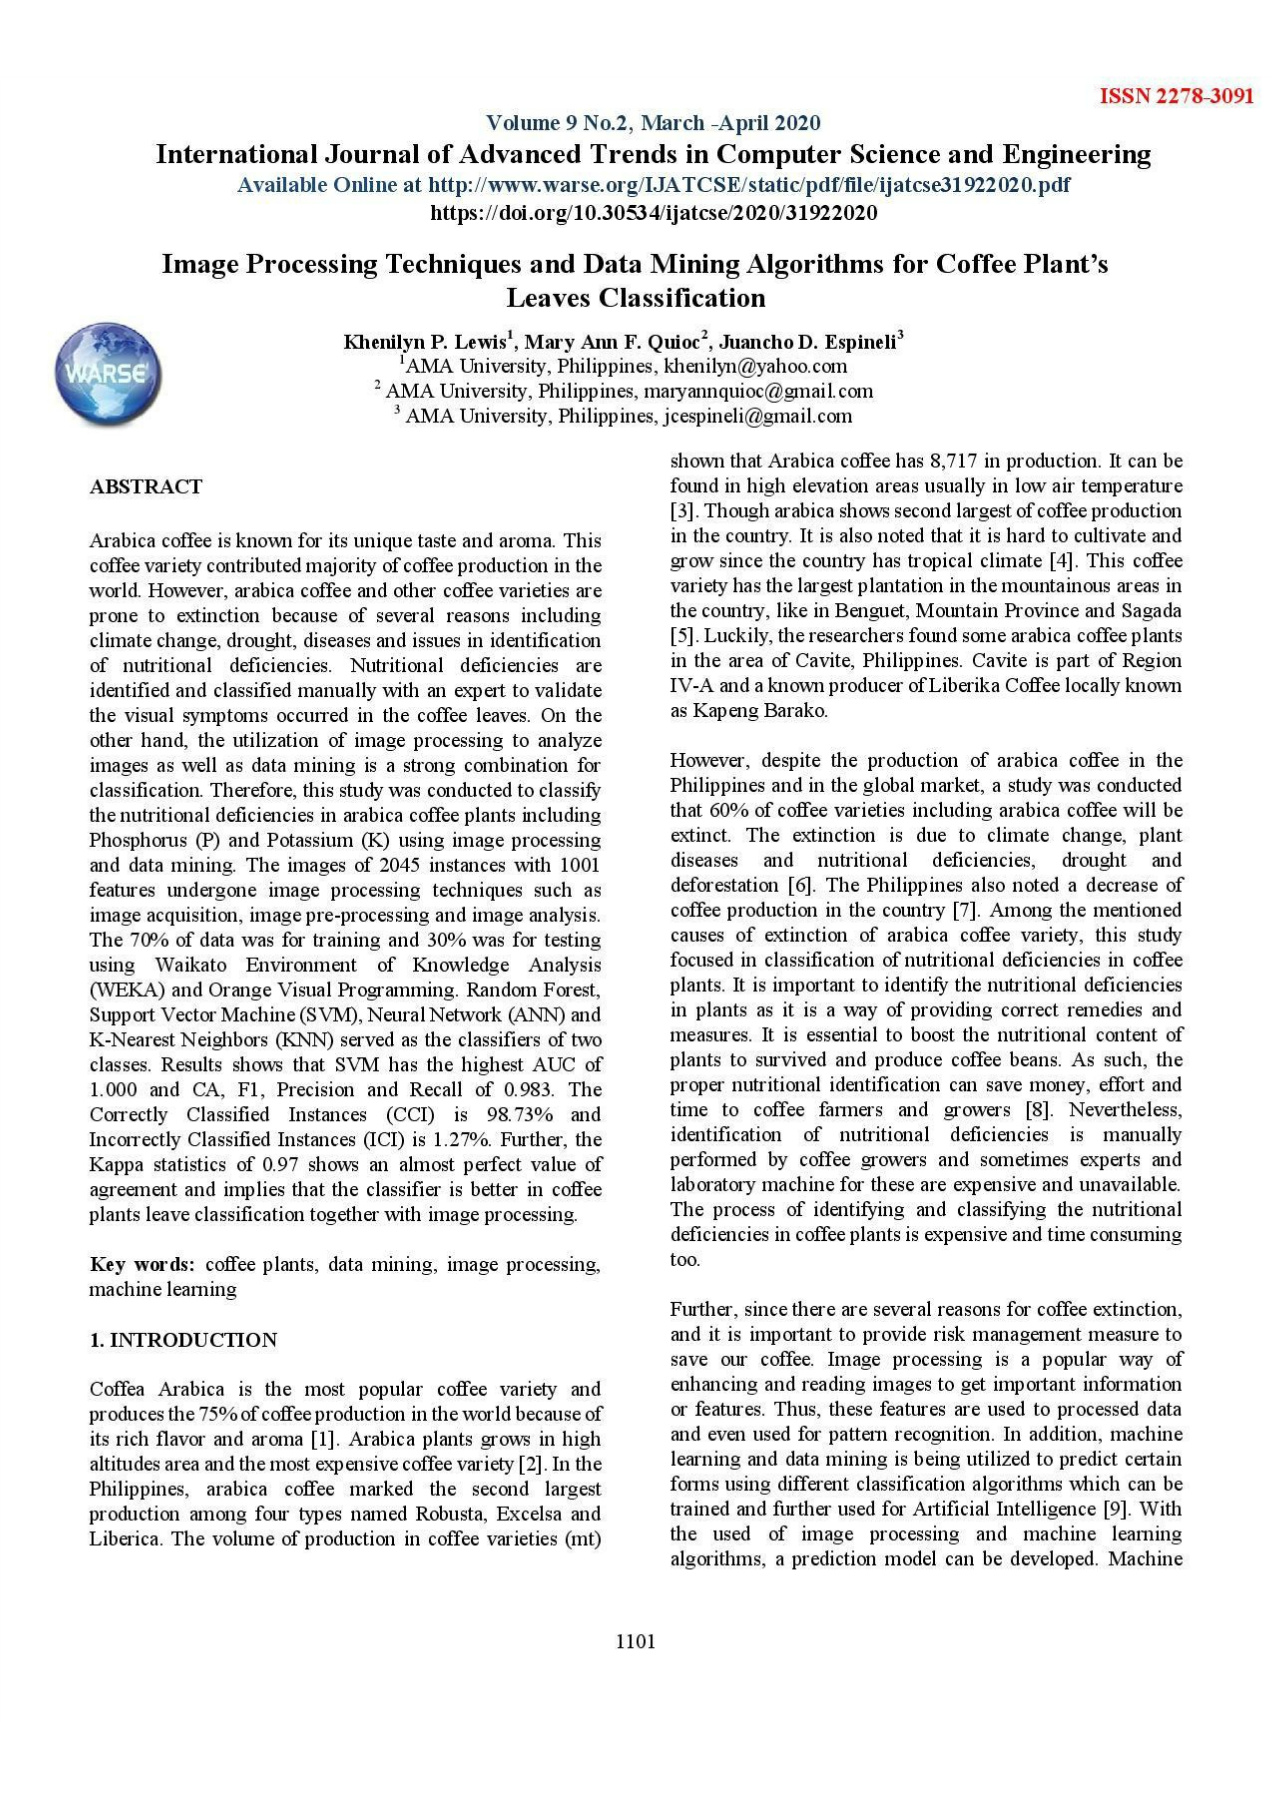 ISSN 2278-3091
Volume 9 No.2, March -April 2020
International Journal of Advanced Trends in Computer Science and Engineering
Available Online at http://www.warse.org/IJATCSE/static/pdf/file/ijatcse31922020.pdf
https://doi.org/10.30534/ijatcse/2020/31922020
Image Processing Techniques and Data Mining Algorithms for Coffee Plant’s
Leaves Classification
WARSE
Khenilyn P. Lewis1, Mary Ann F. Quioc2, Juancho D. Espineli3
1AMA University, Philippines, khenilyn@yahoo.com
2 AMA University, Philippines, maryannquioc@gmail.com
3 AMA University, Philippines, jcespineli@gmail.com
ABSTRACT
Arabica coffee is known for its unique taste and aroma. This
coffee variety contributed majority of coffee production in the
world. However, arabica coffee and other coffee varieties are
prone to extinction because of several reasons including
climate change, drought, diseases and issues in identification
of nutritional deficiencies. Nutritional deficiencies are
identified and classified manually with an expert to validate
the visual symptoms occurred in the coffee leaves. On the
other hand, the utilization of image processing to analyze
images as well as data mining is a strong combination for
classification. Therefore, this study was conducted to classify
the nutritional deficiencies in arabica coffee plants including
Phosphorus (P) and Potassium (K) using image processing
and data mining. The images of 2045 instances with 1001
features undergone image processing techniques such as
image acquisition, image pre-processing and image analysis.
The 70% of data was for training and 30% was for testing
using Waikato Environment of Knowledge Analysis
(WEKA) and Orange Visual Programming. Random Forest,
Support Vector Machine (SVM), Neural Network (ANN) and
K-Nearest Neighbors (KNN) served as the classifiers of two
classes. Results shows that SVM has the highest AUC of
1.000 and CA, F1, Precision and Recall of 0.983. The
Correctly Classified Instances (CCI) is 98.73% and
Incorrectly Classified Instances (ICI) is 1.27%. Further, the
Kappa statistics of 0.97 shows an almost perfect value of
agreement and implies that the classifier is better in coffee
plants leave classification together with image processing.
Key words: coffee plants, data mining, image processing,
machine learning
1. INTRODUCTION
Coffea Arabica is the most popular coffee variety and
produces the 75% of coffee production in the world because of
its rich flavor and aroma [1]. Arabica plants grows in high
altitudes area and the most expensive coffee variety [2]. In the
Philippines, arabica coffee marked the second largest
production among four types named Robusta, Excelsa and
Liberica. The volume of production in coffee varieties (mt)
shown that Arabica coffee has 8,717 in production. It can be
found in high elevation areas usually in low air temperature
[3]. Though arabica shows second largest of coffee production
in the country. It is also noted that it is hard to cultivate and
grow since the country has tropical climate [4]. This coffee
variety has the largest plantation in the mountainous areas in
the country, like in Benguet, Mountain Province and Sagada
[5]. Luckily, the researchers found some arabica coffee plants
in the area of Cavite, Philippines. Cavite is part of Region
IV-A and a known producer of Liberika Coffee locally known
as Kapeng Barako.
However, despite the production of arabica coffee in the
Philippines and in the global market, a study was conducted
that 60% of coffee varieties including arabica coffee will be
extinct. The extinction is due to climate change, plant
diseases and nutritional deficiencies, drought and
deforestation [6]. The Philippines also noted a decrease of
coffee production in the country [7]. Among the mentioned
causes of extinction of arabica coffee variety, this study
focused in classification of nutritional deficiencies in coffee
plants. It is important to identify the nutritional deficiencies
in plants as it is a way of providing correct remedies and
measures. It is essential to boost the nutritional content of
plants to survived and produce coffee beans. As such, the
proper nutritional identification can save money, effort and
time to coffee farmers and growers [8]. Nevertheless,
identification of nutritional deficiencies is manually
performed by coffee growers and sometimes experts and
laboratory machine for these are expensive and unavailable.
The process of identifying and classifying the nutritional
deficiencies in coffee plants is expensive and time consuming
too.
Further, since there are several reasons for coffee extinction,
and it is important to provide risk management measure to
save our coffee. Image processing is a popular way of
enhancing and reading images to get important information
or features. Thus, these features are used to processed data
and even used for pattern recognition. In addition, machine
learning and data mining is being utilized to predict certain
forms using different classification algorithms which can be
trained and further used for Artificial Intelligence [9]. With
the used of image processing and machine learning
algorithms, a prediction model can be developed. Machine
1101